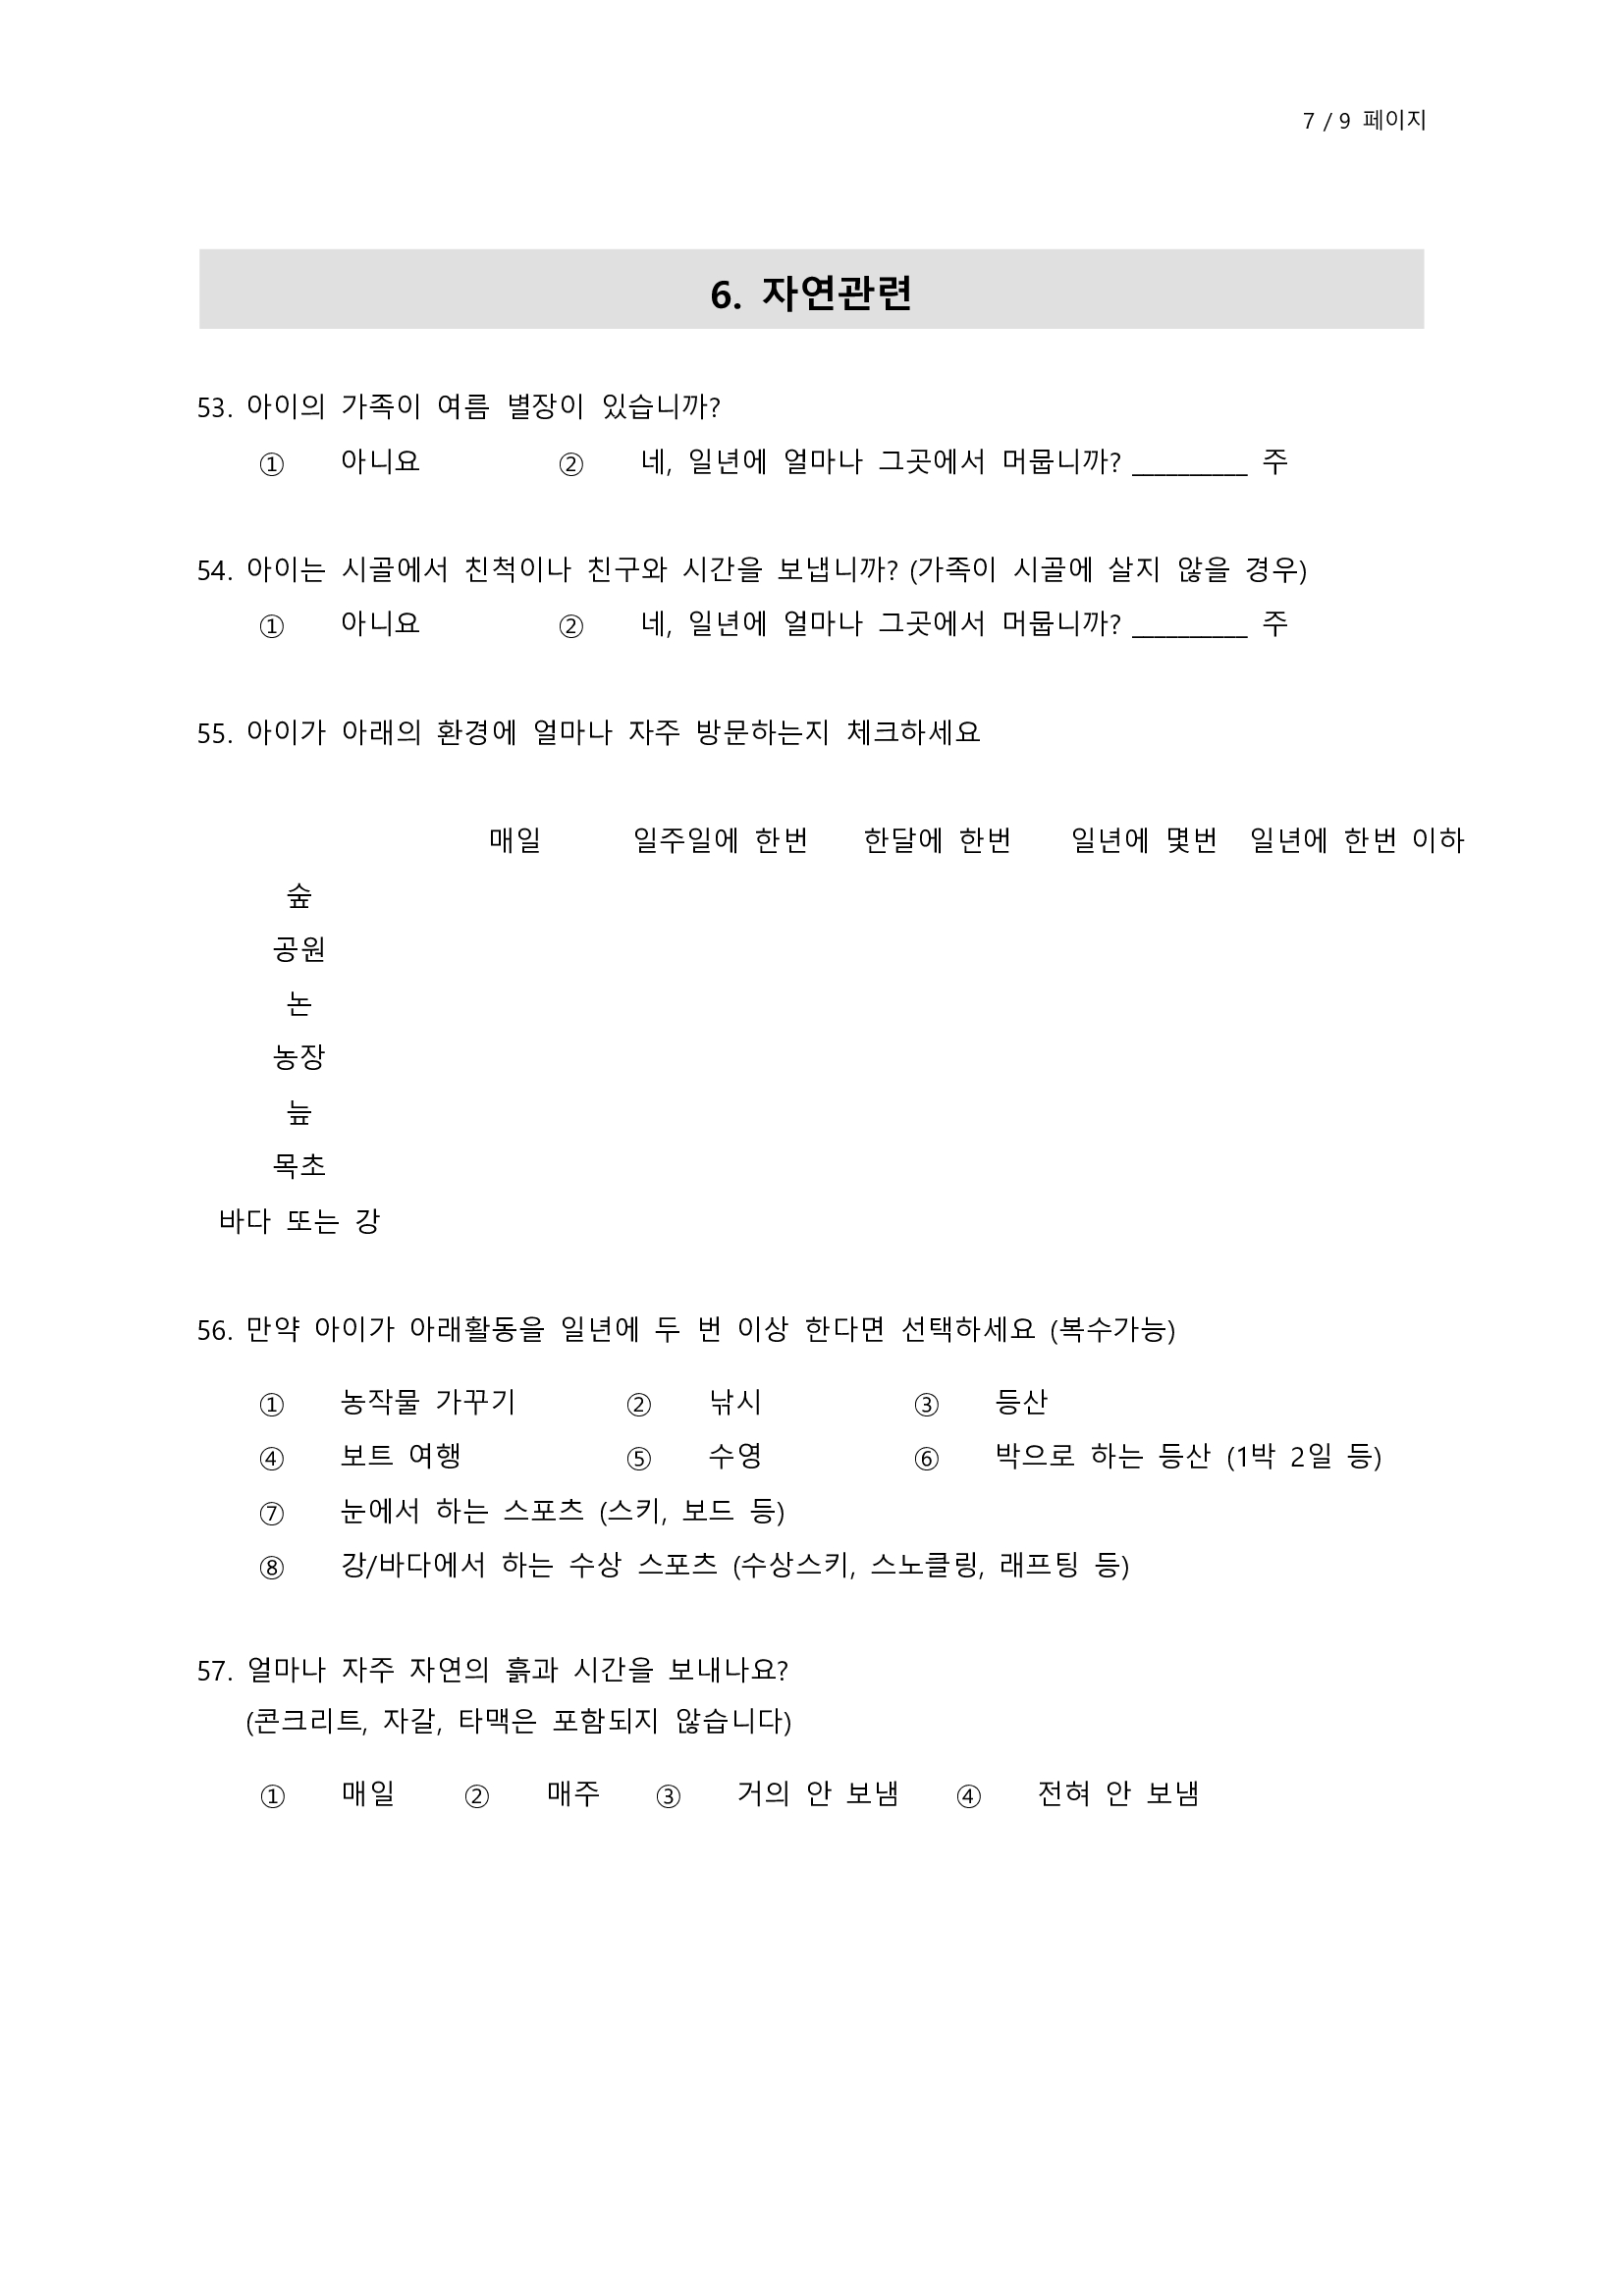 7 / 9 페이지
6. 자연관련
53. 아이의 가족이 여름 별장이 있습니까?
① 아니요 ② 네, 일년에 얼마나 그곳에서 머뭅니까? ________ 주
54. 아이는 시골에서 친척이나 친구와 시간을 보냅니까? (가족이 시골에 살지 않을 경우)
① 아니요 ② 네, 일년에 얼마나 그곳에서 머뭅니까? ________ 주
55. 아이가 아래의 환경에 얼마나 자주 방문하는지 체크하세요
매일 일주일에 한번 한달에 한번 일년에 몇번 일년에 한번 이하
숲
공원
논
농장
늪
목초
바다 또는 강
56. 만약 아이가 아래활동을 일년에 두 번 이상 한다면 선택하세요 (복수가능)
① 농작물 가꾸기 ② 낚시 ③ 등산
④ 보트 여행 ⑤ 수영 ⑥ 박으로 하는 등산 (1박 2일 등)
⑦ 눈에서 하는 스포츠 (스키, 보드 등)
⑧ 강/바다에서 하는 수상 스포츠 (수상스키, 스노클링, 래프팅 등)
57. 얼마나 자주 자연의 흙과 시간을 보내나요?
(콘크리트, 자갈, 타맥은 포함되지 않습니다)
① 매일 ② 매주 ③ 거의 안 보냄 ④ 전혀 안 보냄